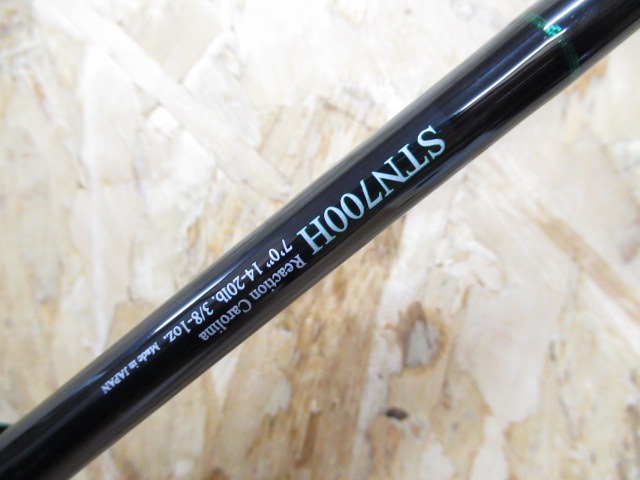 STN700H
Reaction Carolina
7'0" 14-20lb. 3/8-1oz. Made in JAPAN